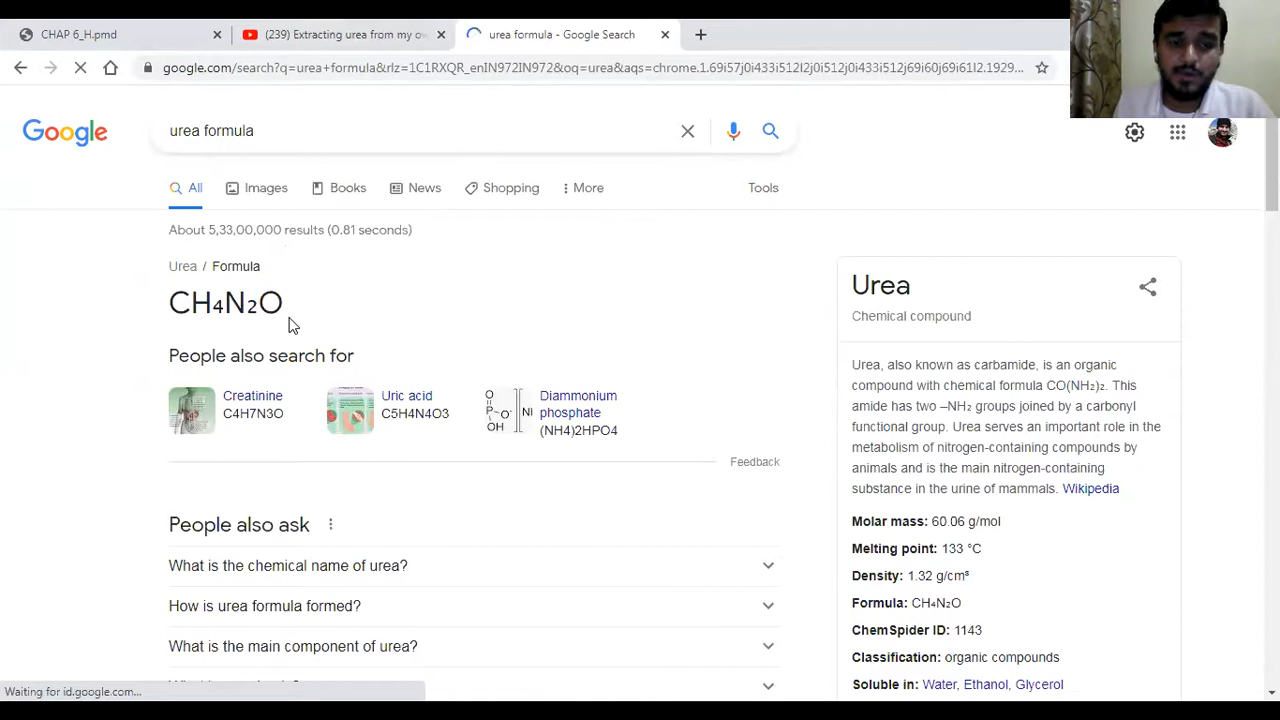 CHAP 6_H.pmd
(239) Extracting urea from my ow
urea formula - Google Search
google.com/search?q=urea+formula&rlz=1C1RXQR_enIN972IN972&oq=urea&aqs=chrome.1.69i57j0i433i512l2j0i512j0i433i512j69i60j69i61l2.1929...
Google
urea formula
All
Images
Books
News
Shopping
More
Tools
About 5,33,00,000 results (0.81 seconds)
Urea / Formula
CH₄N₂O
People also search for
Creatinine
C4H7N3O
Uric acid
C5H4N4O3
O
P
O⁻
OH
NI
Diammonium
phosphate
(NH4)2HPO4
Feedback
People also ask
What is the chemical name of urea?
How is urea formula formed?
What is the main component of urea?
Urea
Chemical compound
Urea, also known as carbamide, is an organic
compound with chemical formula CO(NH₂)₂. This
amide has two –NH₂ groups joined by a carbonyl
functional group. Urea serves an important role in the
metabolism of nitrogen-containing compounds by
animals and is the main nitrogen-containing
substance in the urine of mammals. Wikipedia
Molar mass: 60.06 g/mol
Melting point: 133 °C
Density: 1.32 g/cm³
Formula: CH₄N₂O
ChemSpider ID: 1143
Classification: organic compounds
Soluble in: Water, Ethanol, Glycerol
Waiting for id.google.com...